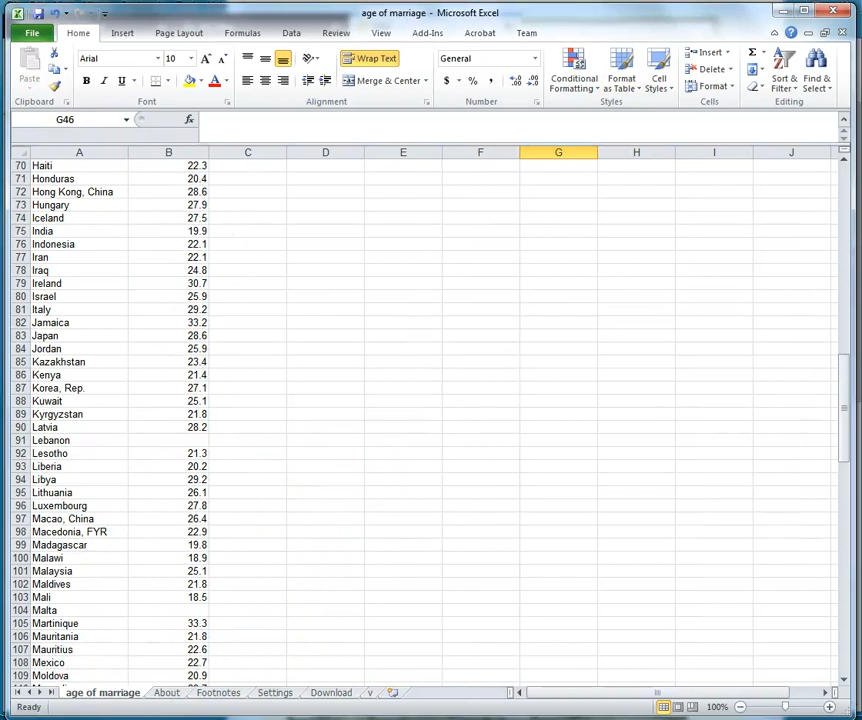 age of marriage - Microsoft Excel
File Home Insert Page Layout Formulas Data Review View Add-Ins Acrobat Team
Arial 10 Wrap Text General Insert
Paste B I U Merge & Center $ % , Conditional Formatting Format as Table Cell Styles Delete Format Sort & Filter Find & Select
Clipboard Font Alignment Number Styles Cells Editing
G46 fx
A B C D E F G H I J
70 Haiti 22.3
71 Honduras 20.4
72 Hong Kong, China 28.6
73 Hungary 27.9
74 Iceland 27.5
75 India 19.9
76 Indonesia 22.1
77 Iran 22.1
78 Iraq 24.8
79 Ireland 30.7
80 Israel 25.9
81 Italy 29.2
82 Jamaica 33.2
83 Japan 28.6
84 Jordan 25.9
85 Kazakhstan 23.4
86 Kenya 21.4
87 Korea, Rep. 27.1
88 Kuwait 25.1
89 Kyrgyzstan 21.8
90 Latvia 28.2
91 Lebanon
92 Lesotho 21.3
93 Liberia 20.2
94 Libya 29.2
95 Lithuania 26.1
96 Luxembourg 27.8
97 Macao, China 26.4
98 Macedonia, FYR 22.9
99 Madagascar 19.8
100 Malawi 18.9
101 Malaysia 25.1
102 Maldives 21.8
103 Mali 18.5
104 Malta
105 Martinique 33.3
106 Mauritania 21.8
107 Mauritius 22.6
108 Mexico 22.7
109 Moldova 20.9
age of marriage About Footnotes Settings Download v
Ready 100%